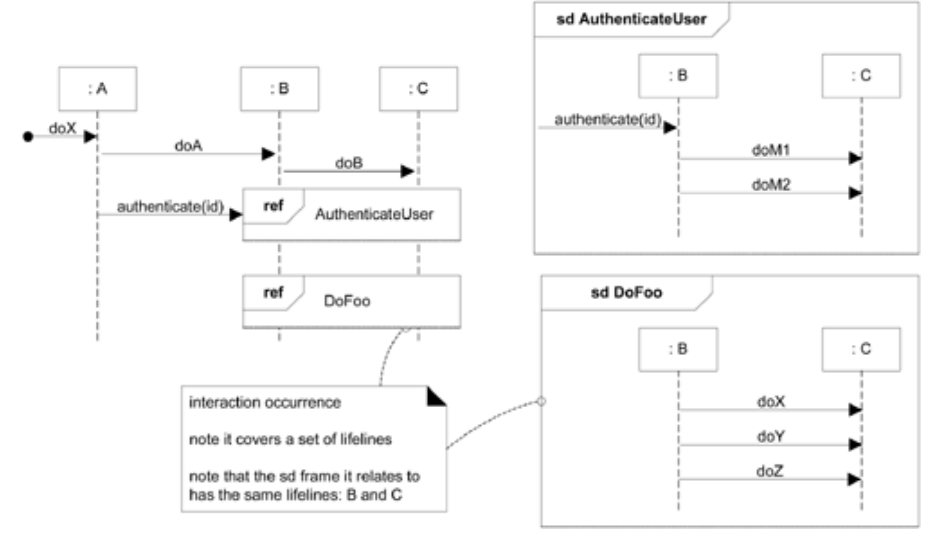 : A
: B
: C
doX
doA
doB
authenticate(id)
ref
AuthenticateUser
ref
DoFoo
interaction occurrence
note it covers a set of lifelines
note that the sd frame it relates to
has the same lifelines: B and C
sd AuthenticateUser
: B
: C
authenticate(id)
doM1
doM2
sd DoFoo
: B
: C
doX
doY
doZ